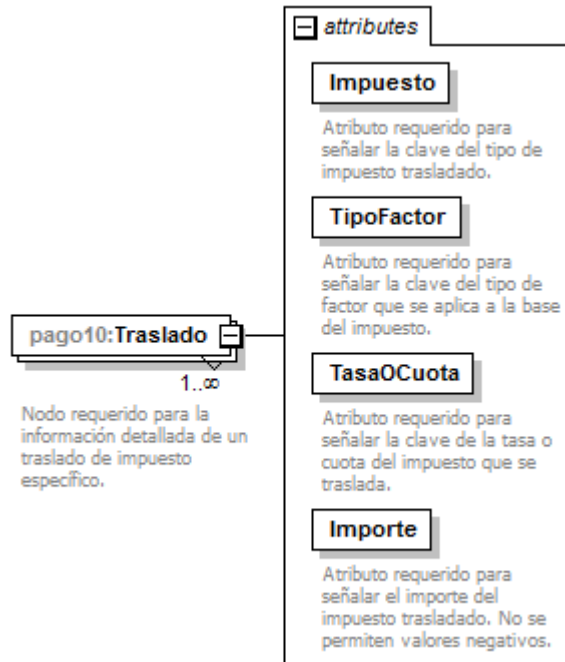 attributes
Impuesto
Atributo requerido para
señalar la clave del tipo de
impuesto trasladado.
TipoFactor
Atributo requerido para
señalar la clave del tipo de
factor que se aplica a la base
del impuesto.
pago10:Traslado
1..∞
Nodo requerido para la
información detallada de un
traslado de impuesto
específico.
TasaOCuota
Atributo requerido para
señalar la clave de la tasa o
cuota del impuesto que se
traslada.
Importe
Atributo requerido para
señalar el importe del
impuesto trasladado. No se
permiten valores negativos.